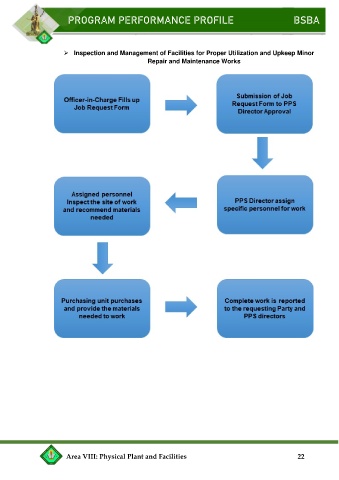 PROGRAM PERFORMANCE PROFILE BSBA
➢ Inspection and Management of Facilities for Proper Utilization and Upkeep Minor
Repair and Maintenance Works
Officer-in-Charge Fills up
Job Request Form
Submission of Job
Request Form to PPS
Director Approval
PPS Director assign
specific personnel for work
Assigned personnel
Inspect the site of work
and recommend materials
needed
Purchasing unit purchases
and provide the materials
needed to work
Complete work is reported
to the requesting Party and
PPS directors
Area VIII: Physical Plant and Facilities 22